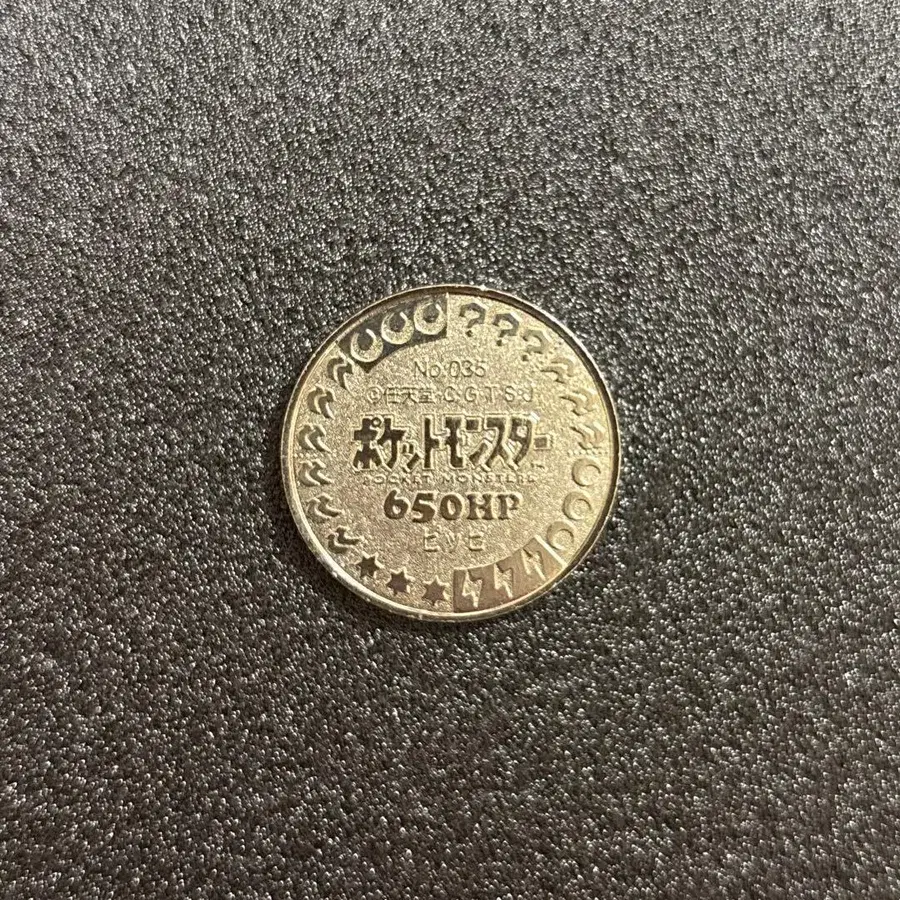 No.035
©任天堂・C・G・T・S・J
ポケットモンスター
POCKET MONSTERS
650HP
ピッピ